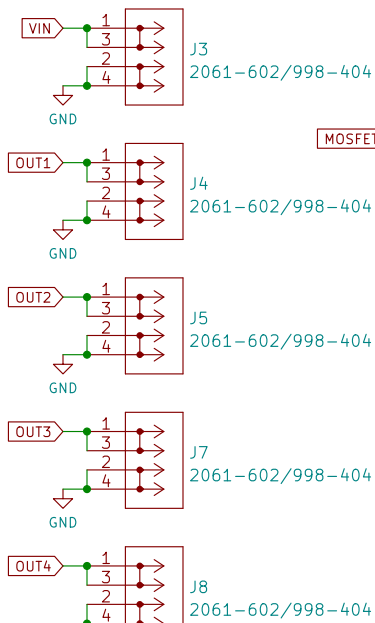 VIN
1
3
2
4
GND
J3
2061-602/998-404
MOSFET
OUT1
1
3
2
4
GND
J4
2061-602/998-404
OUT2
1
3
2
4
GND
J5
2061-602/998-404
OUT3
1
3
2
4
GND
J7
2061-602/998-404
OUT4
1
3
2
4
J8
2061-602/998-404